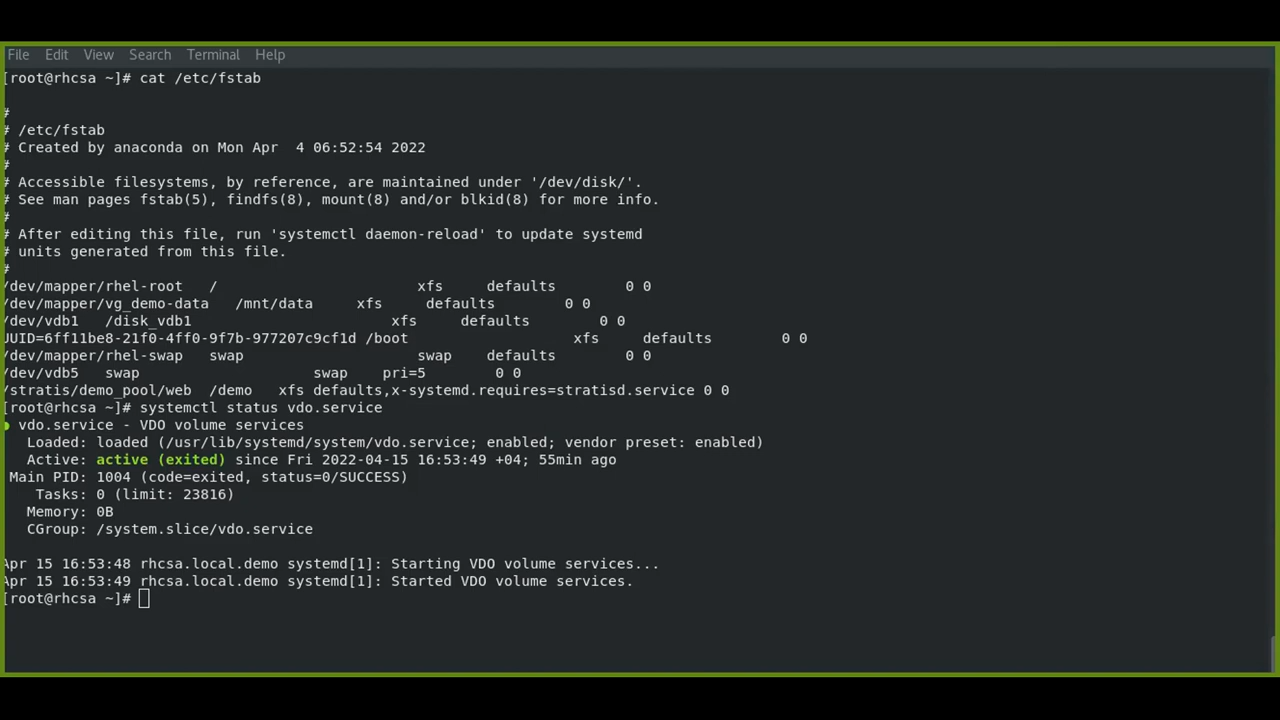 File Edit View Search Terminal Help
[root@rhcsa ~]# cat /etc/fstab
#
# /etc/fstab
# Created by anaconda on Mon Apr  4 06:52:54 2022
#
# Accessible filesystems, by reference, are maintained under '/dev/disk/'.
# See man pages fstab(5), findfs(8), mount(8) and/or blkid(8) for more info.
#
# After editing this file, run 'systemctl daemon-reload' to update systemd
# units generated from this file.
#
/dev/mapper/rhel-root   /                       xfs     defaults        0 0
/dev/mapper/vg_demo-data   /mnt/data     xfs     defaults        0 0
/dev/vdb1   /disk_vdb1                       xfs     defaults        0 0
UUID=6ff11be8-21f0-4ff0-9f7b-977207c9cf1d /boot                   xfs     defaults        0 0
/dev/mapper/rhel-swap   swap                    swap    defaults        0 0
/dev/vdb5   swap                    swap    pri=5        0 0
/stratis/demo_pool/web  /demo   xfs defaults,x-systemd.requires=stratisd.service 0 0
[root@rhcsa ~]# systemctl status vdo.service
● vdo.service - VDO volume services
   Loaded: loaded (/usr/lib/systemd/system/vdo.service; enabled; vendor preset: enabled)
   Active: active (exited) since Fri 2022-04-15 16:53:49 +04; 55min ago
 Main PID: 1004 (code=exited, status=0/SUCCESS)
    Tasks: 0 (limit: 23816)
   Memory: 0B
   CGroup: /system.slice/vdo.service
Apr 15 16:53:48 rhcsa.local.demo systemd[1]: Starting VDO volume services...
Apr 15 16:53:49 rhcsa.local.demo systemd[1]: Started VDO volume services.
[root@rhcsa ~]#